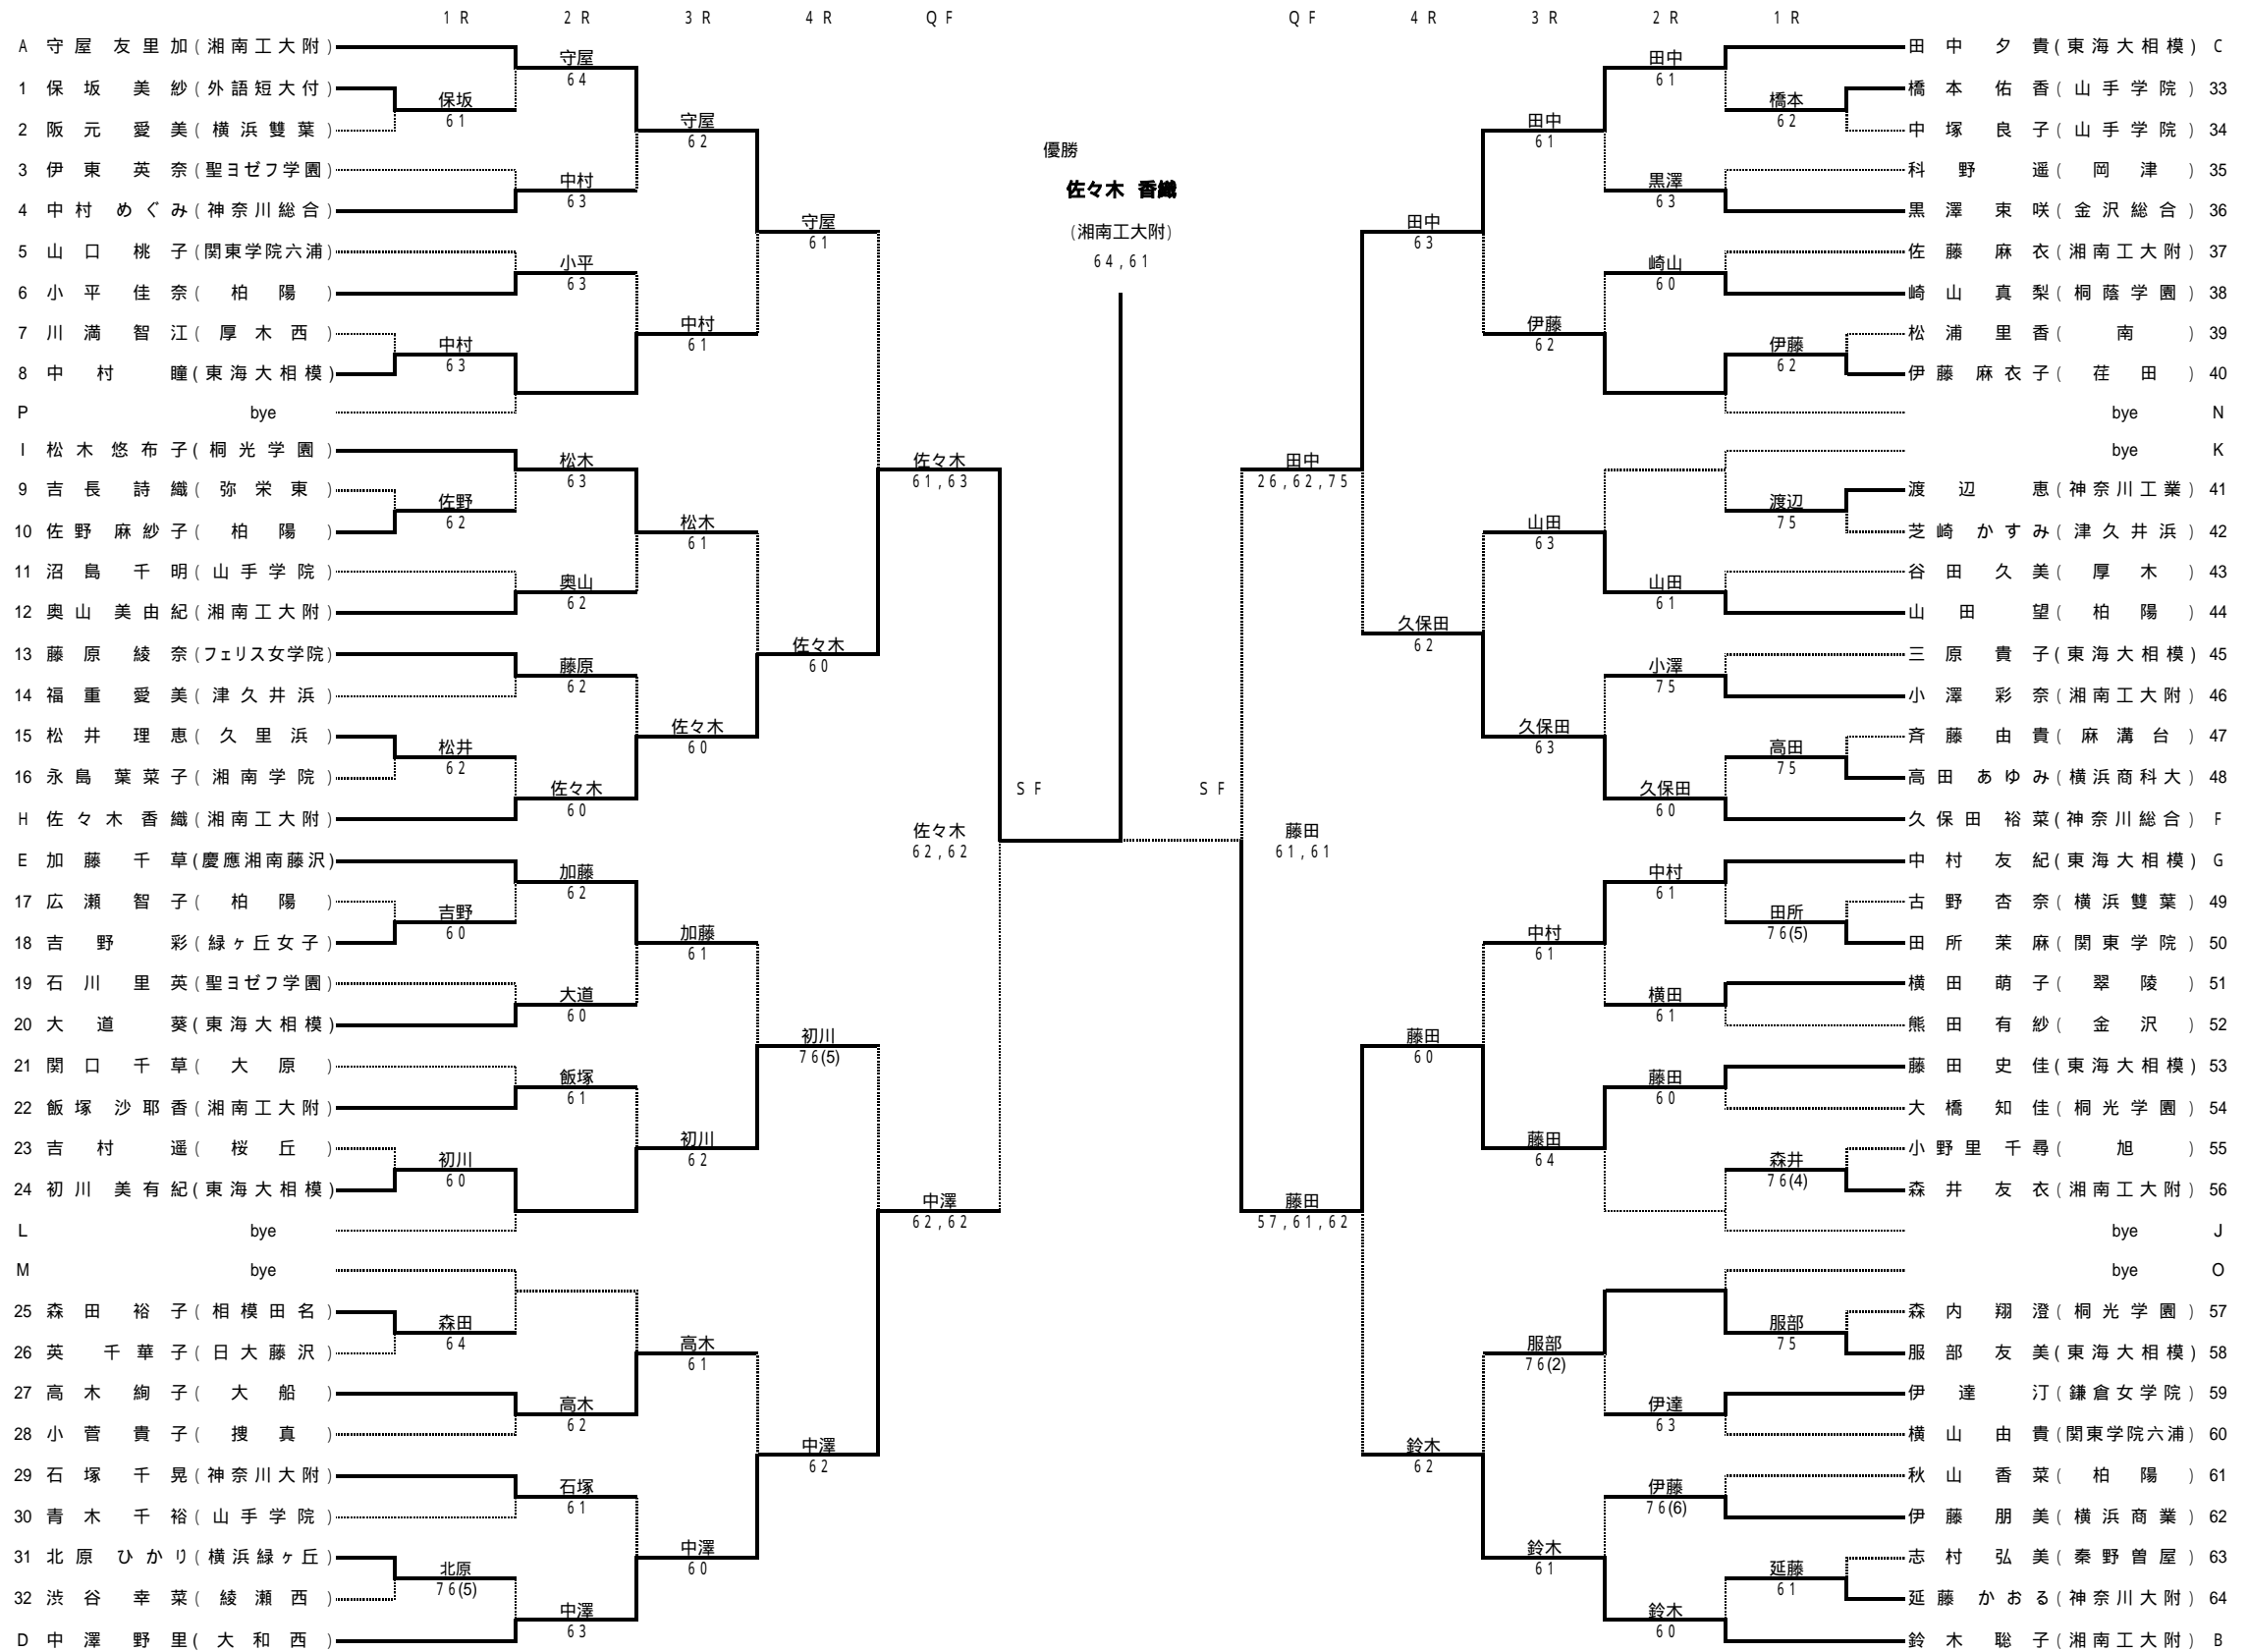 1R 2R 3R 4R QF QF 4R 3R 2R 1R
A 守屋 友里加(湘南工大附)
1 保坂 美紗(外語短大付)
2 阪元 愛美(横浜雙葉)
3 伊東 英奈(聖ヨゼフ学園)
4 中村 めぐみ(神奈川総合)
5 山口 桃子(関東学院六浦)
6 小平 佳奈(柏陽)
7 川満 智江(厚木西)
8 中村 瞳(東海大相模)
P bye
I 松木 悠布子(桐光学園)
9 吉長 詩織(弥栄東)
10 佐野 麻紗子(柏陽)
11 沼島 千明(山手学院)
12 奥山 美由紀(湘南工大附)
13 藤原 綾奈(フェリス女学院)
14 福重 愛美(津久井浜)
15 松井 理恵(久里浜)
16 永島 葉菜子(湘南学院)
H 佐々木 香織(湘南工大附)
E 加藤 千草(慶應湘南藤沢)
17 広瀬 智子(柏陽)
18 吉野 彩(緑ヶ丘女子)
19 石川 里英(聖ヨゼフ学園)
20 大道 葵(東海大相模)
21 関口 千草(大原)
22 飯塚 沙耶香(湘南工大附)
23 吉村 遥(桜丘)
24 初川 美有紀(東海大相模)
L bye
M bye
25 森田 裕子(相模田名)
26 英 千華子(日大藤沢)
27 高木 絢子(大船)
28 小菅 貴子(捜真)
29 石塚 千晃(神奈川大附)
30 青木 千裕(山手学院)
31 北原 ひかり(横浜緑ヶ丘)
32 渋谷 幸菜(綾瀬西)
D 中澤 野里(大和西)
保坂
61
中村
63
佐野
62
松井
62
吉野
60
初川
60
森田
64
北原
76(5)
守屋
64
中村
63
小平
63
松木
63
奥山
62
藤原
62
佐々木
60
加藤
62
大道
60
飯塚
61
高木
62
石塚
61
中澤
63
守屋
62
中村
61
松木
61
佐々木
60
加藤
61
初川
62
高木
61
中澤
60
守屋
61
佐々木
60
初川
76(5)
中澤
62
佐々木
61,63
中澤
62,62
SF
佐々木
62,62
優勝
佐々木 香織
(湘南工大附)
64,61
SF
藤田
61,61
田中
26,62,75
藤田
57,61,62
田中
63
久保田
62
藤田
60
鈴木
62
田中
61
伊藤
62
山田
63
久保田
63
中村
61
藤田
64
服部
76(2)
鈴木
61
田中
61
黒澤
63
崎山
60
山田
61
小澤
75
久保田
60
中村
61
横田
61
藤田
60
伊達
63
伊藤
76(6)
鈴木
60
橋本
62
伊藤
62
渡辺
75
高田
75
田所
76(5)
森井
76(4)
服部
75
延藤
61
田中 夕貴(東海大相模) C
橋本 佑香(山手学院) 33
中塚 良子(山手学院) 34
科野 遥(岡津) 35
黒澤 東咲(金沢総合) 36
佐藤 麻衣(湘南工大附) 37
崎山 真梨(桐蔭学園) 38
松浦 里香(南) 39
伊藤 麻衣子(荏田) 40
bye N
bye K
渡辺 恵(神奈川工業) 41
芝崎 かすみ(津久井浜) 42
谷田 久美(厚木) 43
山田 望(柏陽) 44
三原 貴子(東海大相模) 45
小澤 彩奈(湘南工大附) 46
斉藤 由貴(麻溝台) 47
高田 あゆみ(横浜商科大) 48
久保田 裕菜(神奈川総合) F
中村 友紀(東海大相模) G
古野 杏奈(横浜雙葉) 49
田所 茉麻(関東学院) 50
横田 萌子(翠陵) 51
熊田 有紗(金沢) 52
藤田 史佳(東海大相模) 53
大橋 知佳(桐光学園) 54
小野里 千尋(旭) 55
森井 友衣(湘南工大附) 56
bye J
bye O
森内 翔澄(桐光学園) 57
服部 友美(東海大相模) 58
伊達 汀(鎌倉女学院) 59
横山 由貴(関東学院六浦) 60
秋山 香菜(柏陽) 61
伊藤 朋美(横浜商業) 62
志村 弘美(秦野曽屋) 63
延藤 かおる(神奈川大附) 64
鈴木 聡子(湘南工大附) B